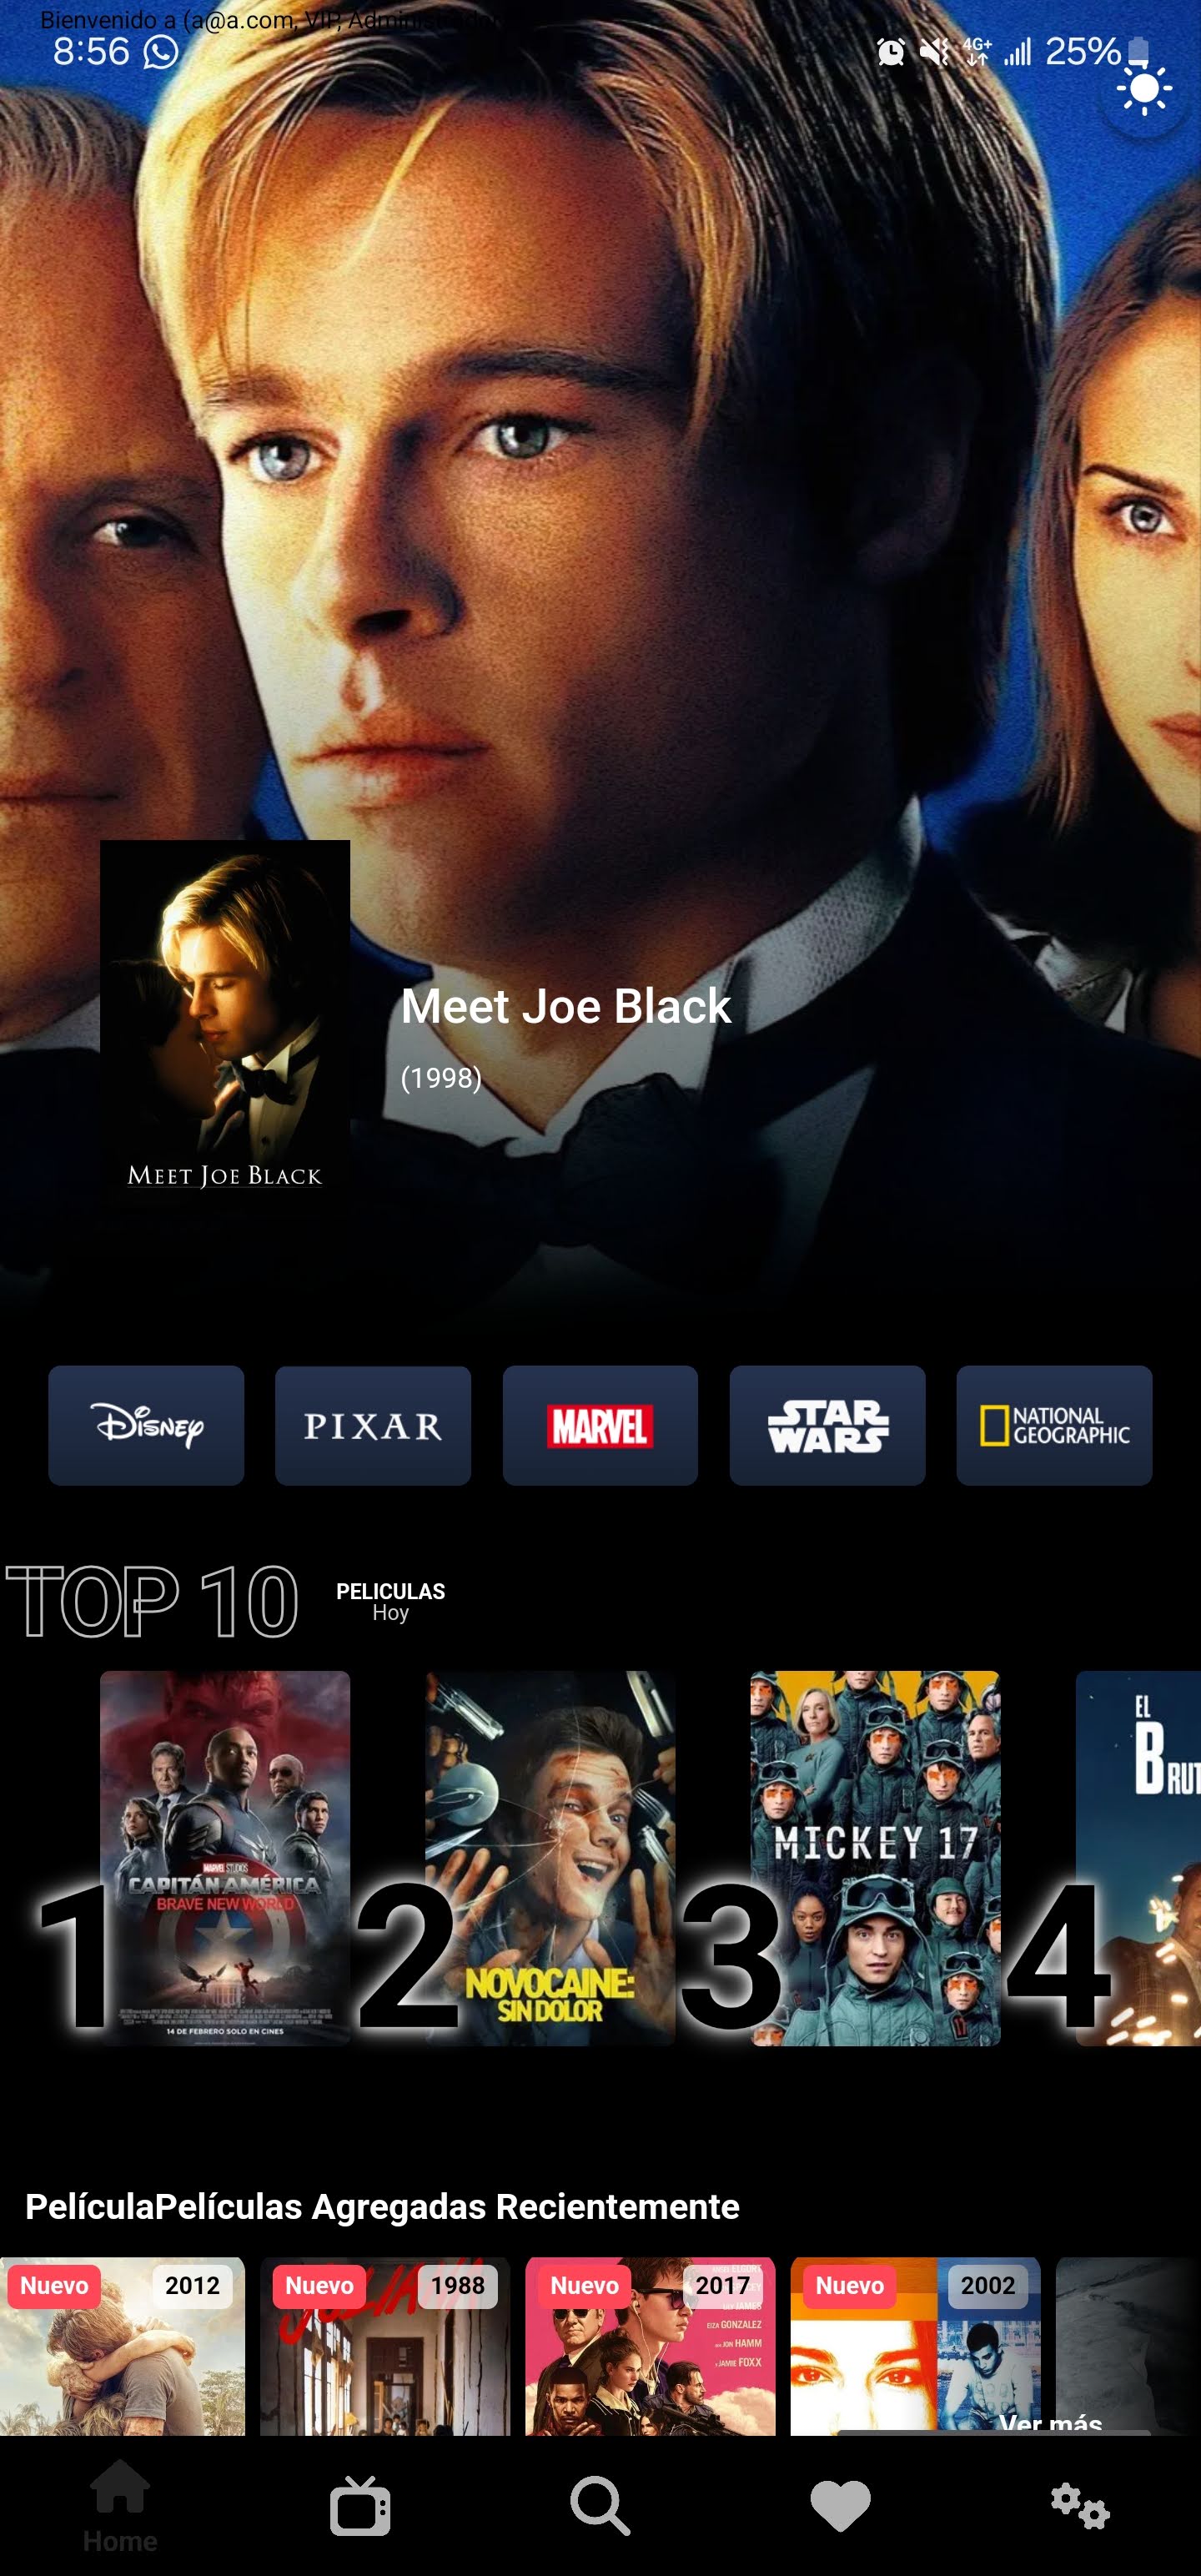 Bienvenido a (a@a.com, VIP, Administrador
8:56
4G+
25%
Meet Joe Black
(1998)
MEET JOE BLACK
Disney
PIXAR
MARVEL
STAR
WARS
NATIONAL
GEOGRAPHIC
TOP 10
PELICULAS
Hoy
MARVEL STUDIOS
CAPITÁN AMÉRICA
BRAVE NEW WORLD
14 DE FEBRERO SOLO EN CINES
1
NOVOCAINE:
SIN DOLOR
2
MICKEY 17
3
EL
BRUT
4
PelículaPelículas Agregadas Recientemente
Nuevo
2012
Nuevo
1988
Nuevo
2017
EIZA GONZALEZ
JON HAMM
JAMIE FOXX
Nuevo
2002
Ver más
Home